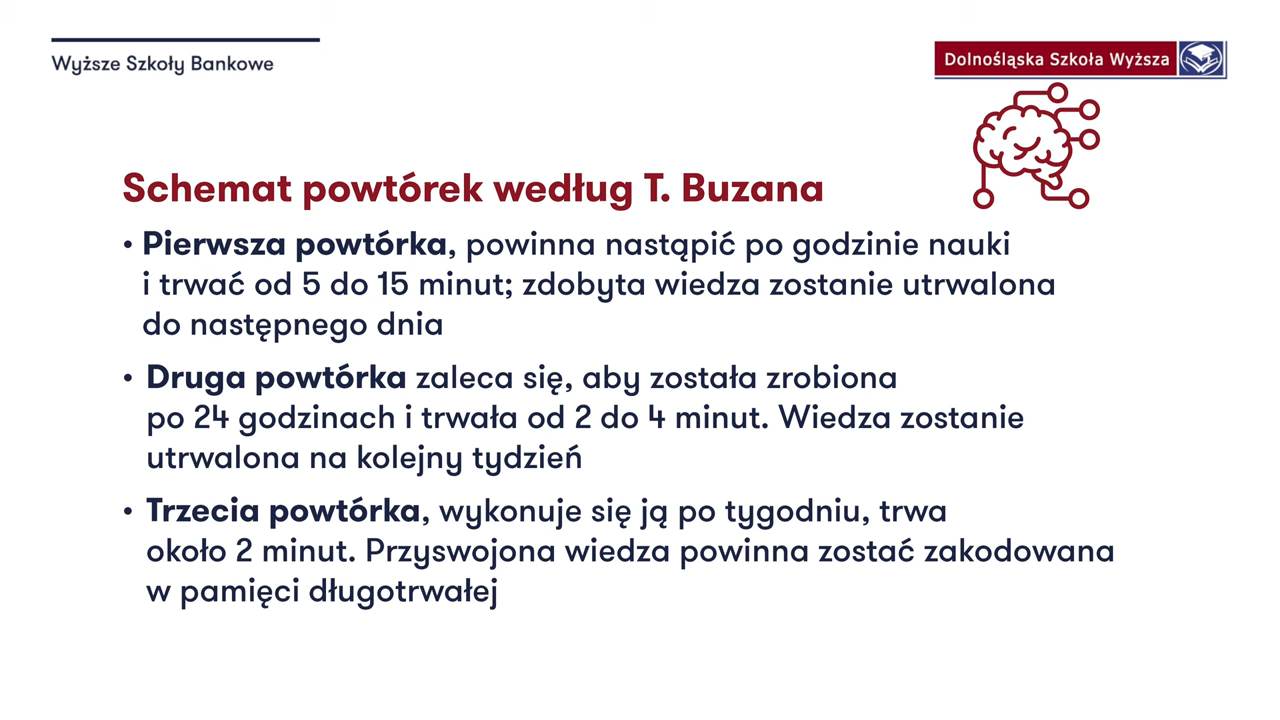 Wyższe Szkoły Bankowe
Dolnośląska Szkoła Wyższa
Schemat powtórek według T. Buzana
• Pierwsza powtórka, powinna nastąpić po godzinie nauki
i trwać od 5 do 15 minut; zdobyta wiedza zostanie utrwalona
do następnego dnia
• Druga powtórka zaleca się, aby została zrobiona
po 24 godzinach i trwała od 2 do 4 minut. Wiedza zostanie
utrwalona na kolejny tydzień
• Trzecia powtórka, wykonuje się ją po tygodniu, trwa
około 2 minut. Przyswojona wiedza powinna zostać zakodowana
w pamięci długotrwałej